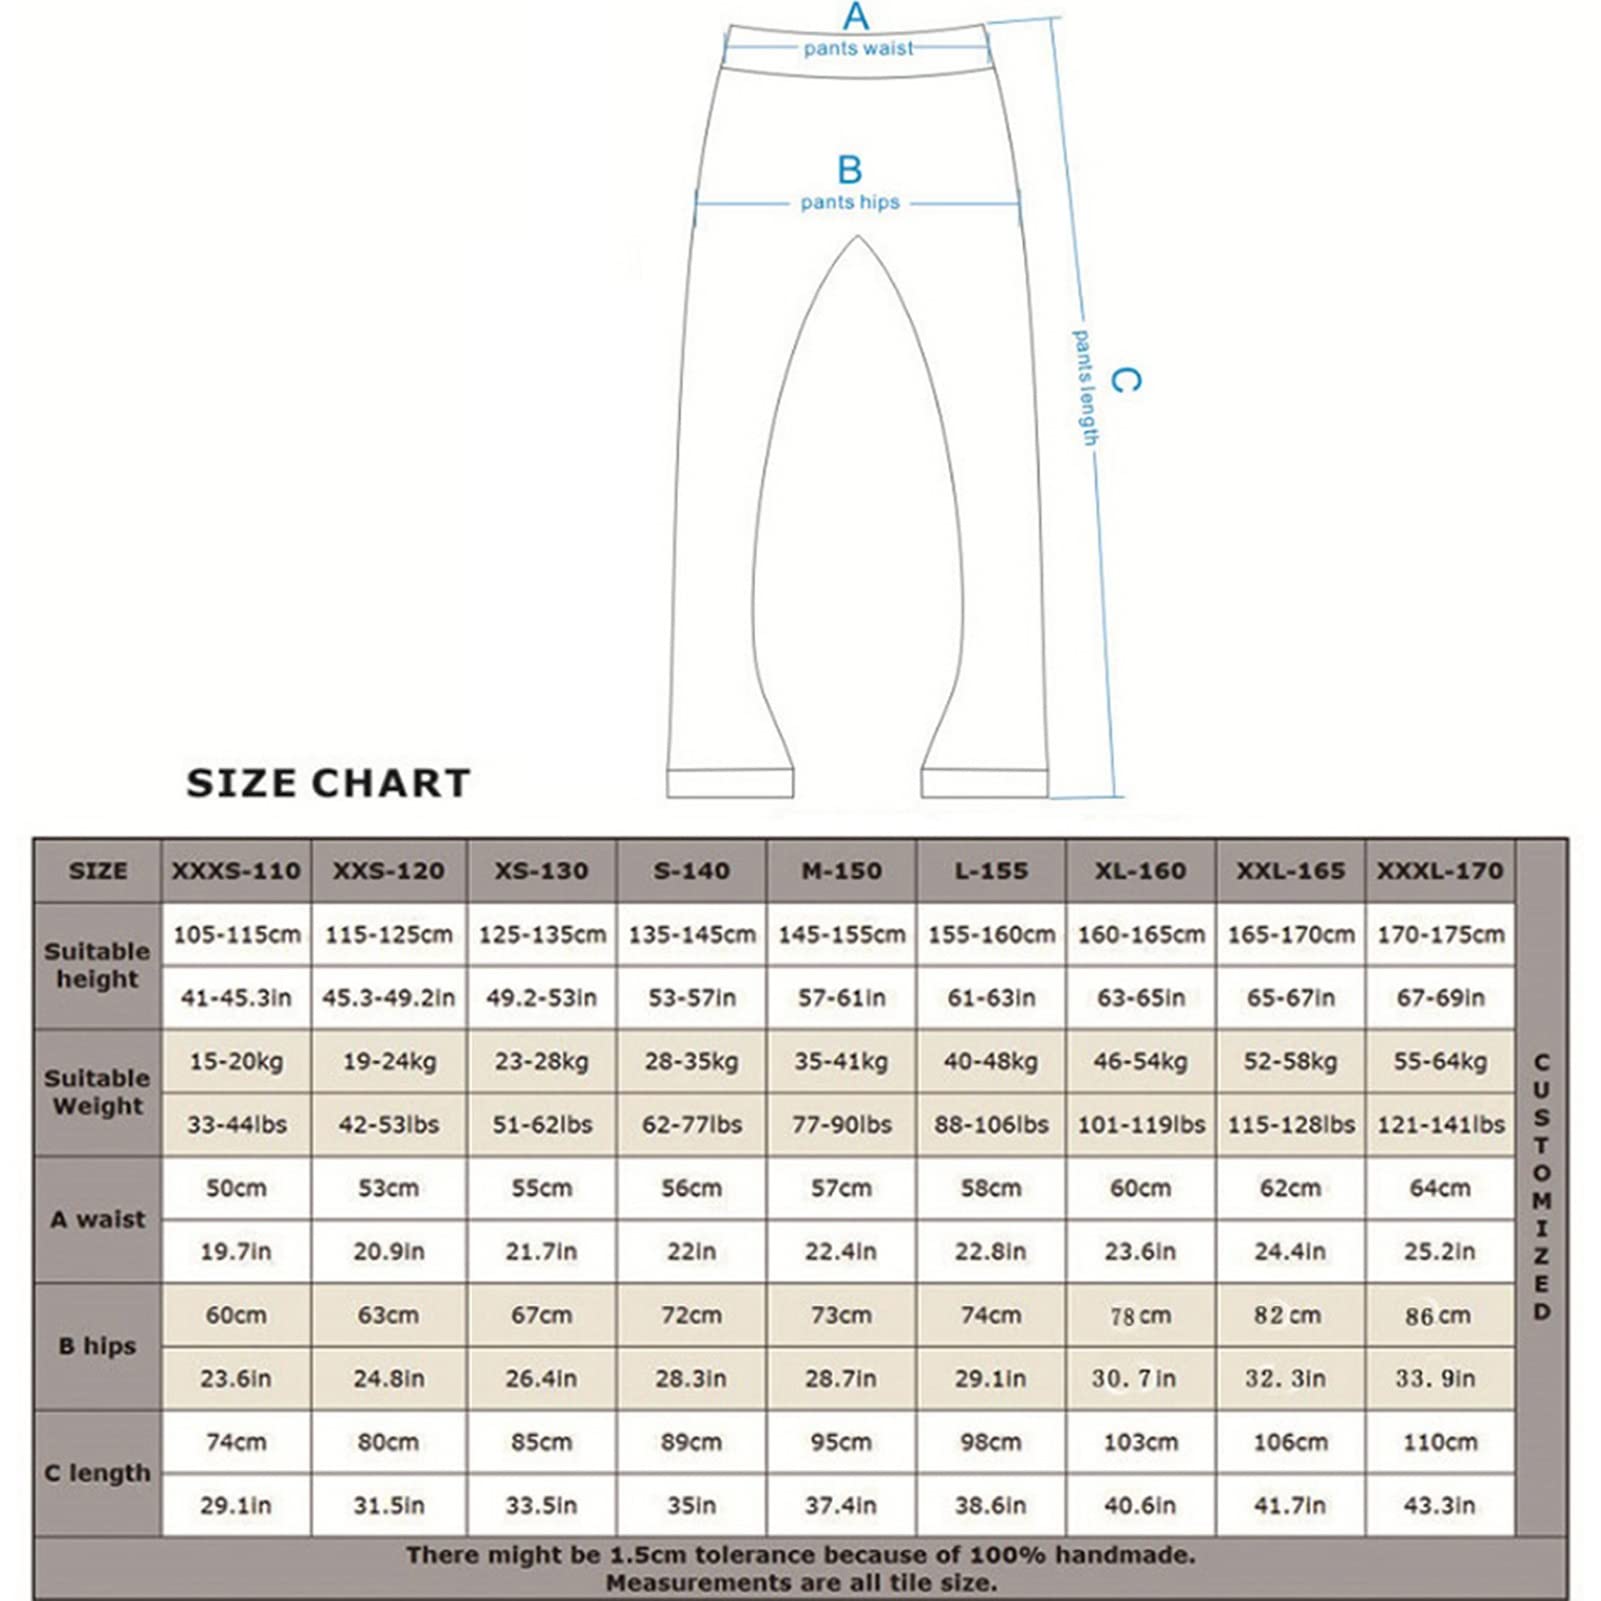 A
pants waist
B
pants hips
pants length
C
SIZE CHART
SIZE XXXS-110 XXS-120 XS-130 S-140 M-150 L-155 XL-160 XXL-165 XXXL-170
Suitable height
105-115cm 115-125cm 125-135cm 135-145cm 145-155cm 155-160cm 160-165cm 165-170cm 170-175cm
41-45.3in 45.3-49.2in 49.2-53in 53-57in 57-61in 61-63in 63-65in 65-67in 67-69in
Suitable Weight
15-20kg 19-24kg 23-28kg 28-35kg 35-41kg 40-48kg 46-54kg 52-58kg 55-64kg
33-44lbs 42-53lbs 51-62lbs 62-77lbs 77-90lbs 88-106lbs 101-119lbs 115-128lbs 121-141lbs
A waist
50cm 53cm 55cm 56cm 57cm 58cm 60cm 62cm 64cm
19.7in 20.9in 21.7in 22in 22.4in 22.8in 23.6in 24.4in 25.2in
B hips
60cm 63cm 67cm 72cm 73cm 74cm 78cm 82cm 86cm
23.6in 24.8in 26.4in 28.3in 28.7in 29.1in 30.7in 32.3in 33.9in
C length
74cm 80cm 85cm 89cm 95cm 98cm 103cm 106cm 110cm
29.1in 31.5in 33.5in 35in 37.4in 38.6in 40.6in 41.7in 43.3in
CUSTOMIZED
There might be 1.5cm tolerance because of 100% handmade.
Measurements are all tile size.